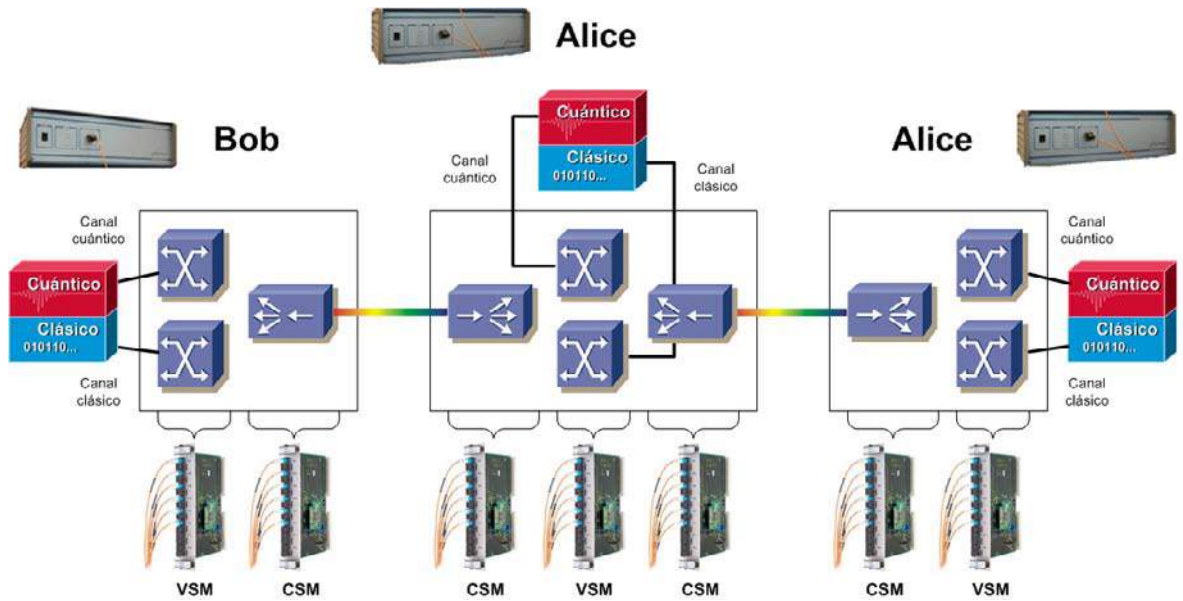 Alice
Bob
Alice
Cuántico
Clásico
010110...
Canal
cuántico
Canal
clásico
Canal
cuántico
Cuántico
Clásico
010110...
Canal
clásico
Canal
cuántico
Cuántico
Clásico
010110...
Canal
clásico
VSM
CSM
CSM
VSM
CSM
CSM
VSM